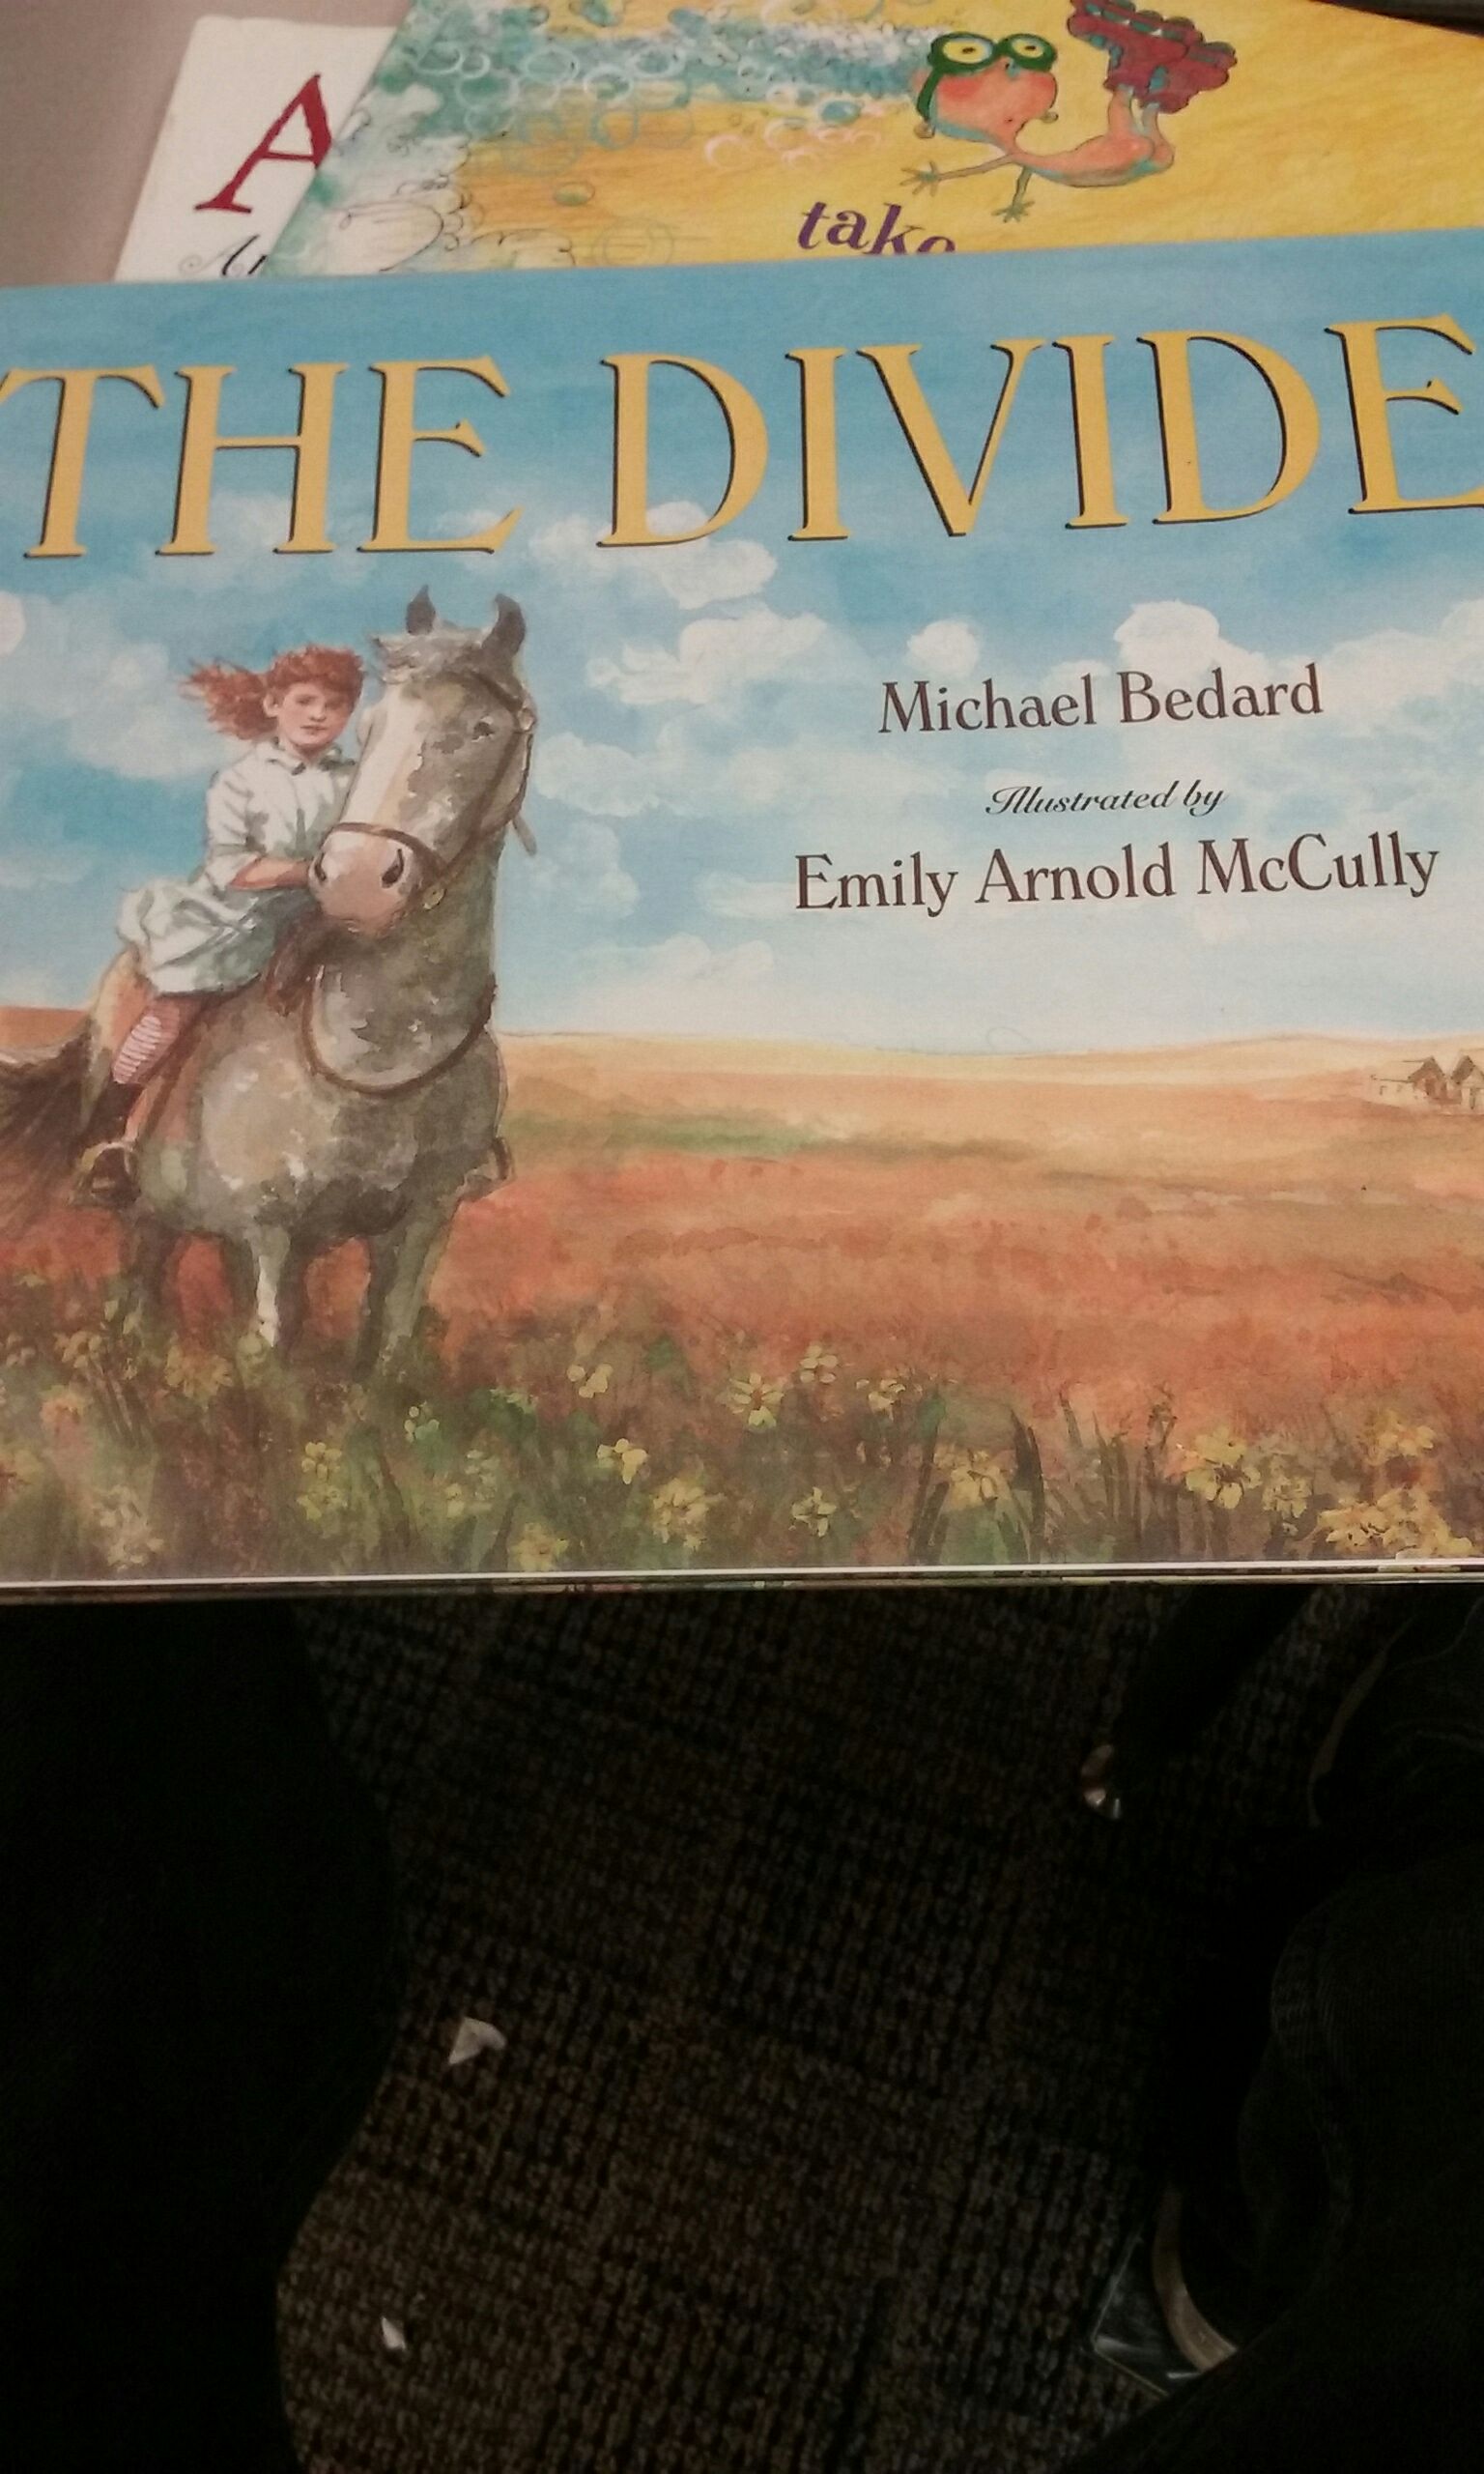 A
take
THE DIVIDE
Michael Bedard
Illustrated by
Emily Arnold McCully